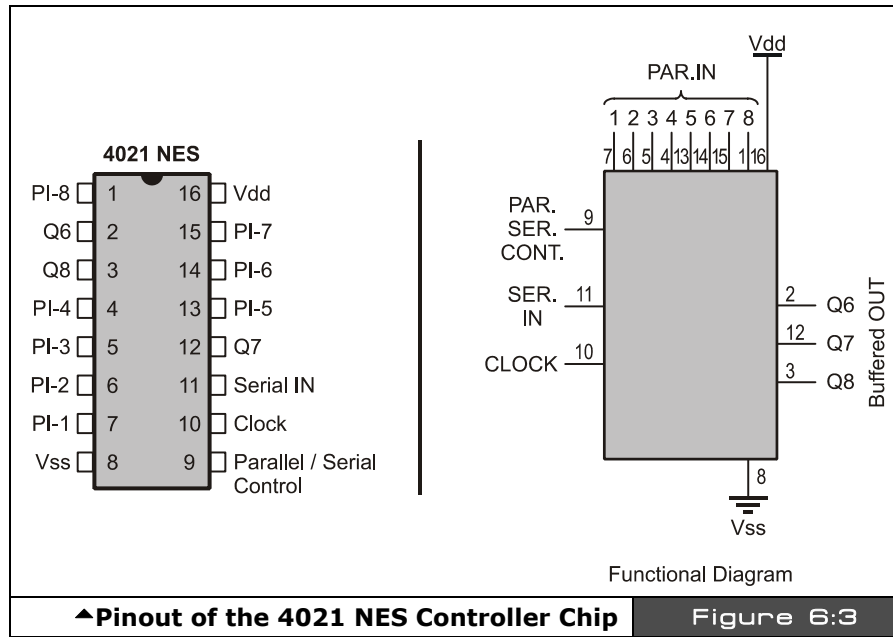 4021 NES
PI-8 1 16 Vdd
Q6 2 15 PI-7
Q8 3 14 PI-6
PI-4 4 13 PI-5
PI-3 5 12 Q7
PI-2 6 11 Serial IN
PI-1 7 10 Clock
Vss 8 9 Parallel / Serial
Control
Vdd
PAR.IN
1 2 3 4 5 6 7 8
7 6 5 4 13 14 15 1 16
PAR.
SER. 9
CONT.
SER. 11
IN
CLOCK 10
2 Q6
12 Q7
3 Q8
Buffered OUT
8
Vss
Functional Diagram
▲Pinout of the 4021 NES Controller Chip
Figure 6:3